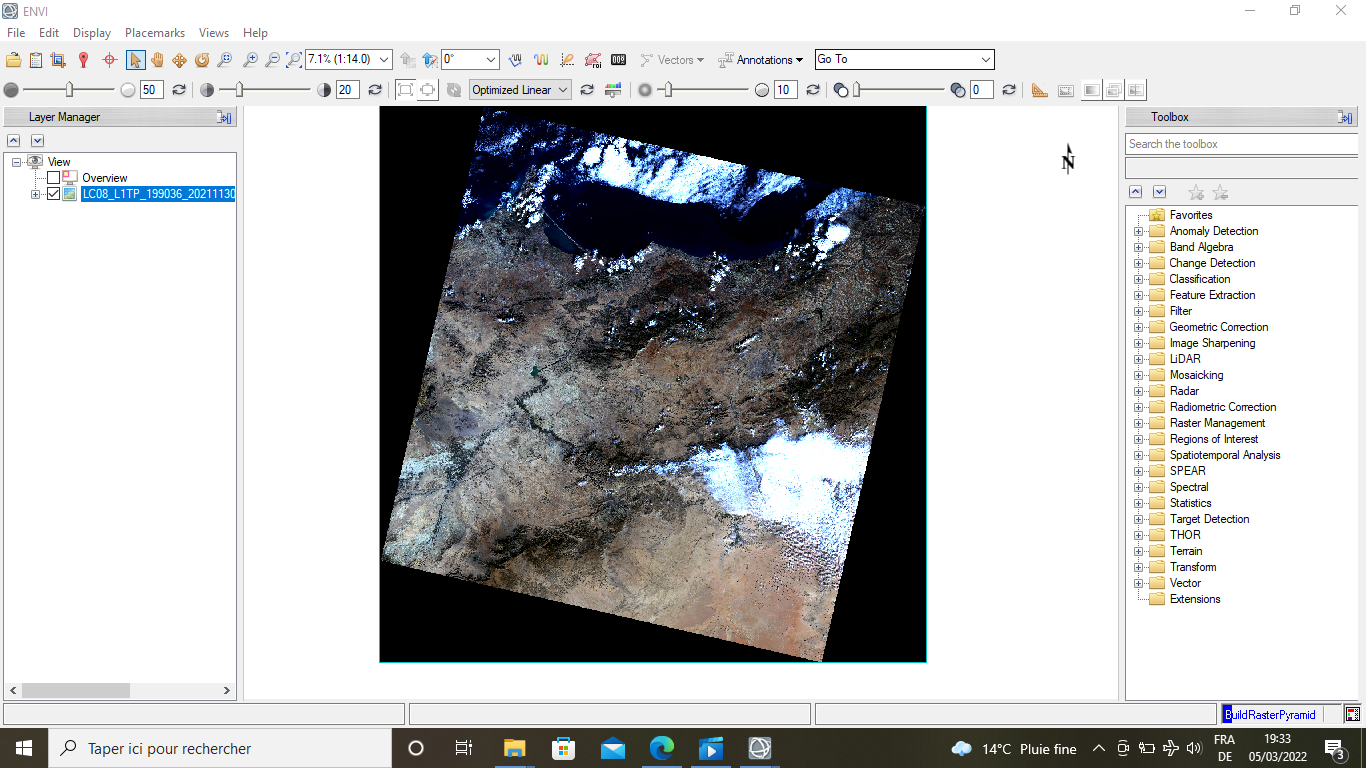 ENVI
File Edit Display Placemarks Views Help
7.1% (1:14.0) 0° Vectors Annotations Go To
50 20 Optimized Linear 10 0
Layer Manager
View
Overview
LC08_L1TP_199036_20211130
N
Toolbox
Search the toolbox
Favorites
Anomaly Detection
Band Algebra
Change Detection
Classification
Feature Extraction
Filter
Geometric Correction
Image Sharpening
LiDAR
Mosaicking
Radar
Radiometric Correction
Raster Management
Regions of Interest
Spatiotemporal Analysis
SPEAR
Spectral
Statistics
Target Detection
THOR
Terrain
Transform
Vector
Extensions
BuildRasterPyramid
Taper ici pour rechercher
14°C Pluie fine
FRA
DE
19:33
05/03/2022
3